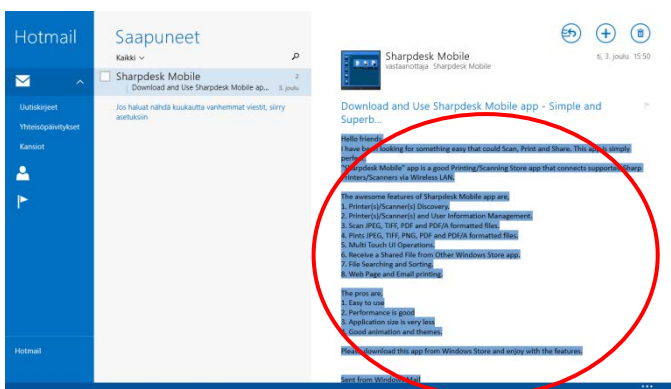 Hotmail
Uutiskirjeet
Yhteisöpäivitykset
Kansiot
Hotmail
Saapuneet
Kaikki
Sharpdesk Mobile 2
Download and Use Sharpdesk Mobile ap... 3. joulu
Jos haluat nähdä kuukautta vanhemmat viestit, siirry
asetuksiin
Sharpdesk Mobile
vastaanottaja Sharpdesk Mobile
ti, 3. joulu 15:50
Download and Use Sharpdesk Mobile app - Simple and
Superb...
Hello friends,
I have been looking for something easy that could Scan, Print and Share. This app is simply
perfect.
"Sharpdesk Mobile" app is a good Printing/Scanning Store app that connects supported Sharp
Printers/Scanners via Wireless LAN.
The awesome features of Sharpdesk Mobile app are,
1. Printer(s)/Scanner(s) Discovery,
2. Printer(s)/Scanner(s) and User Information Management.
3. Scan JPEG, TIFF, PDF and PDF/A formatted files.
4. Pints JPEG, TIFF, PNG, PDF and PDF/A formatted files.
5. Multi Touch UI Operations.
6. Receive a Shared File from Other Windows Store app.
7. File Searching and Sorting.
8. Web Page and Email printing.
The pros are,
1. Easy to use
2. Performance is good
3. Application size is very less
4. Good animation and themes.
Please download this app from Windows Store and enjoy with the features.
Sent from Windows Mail